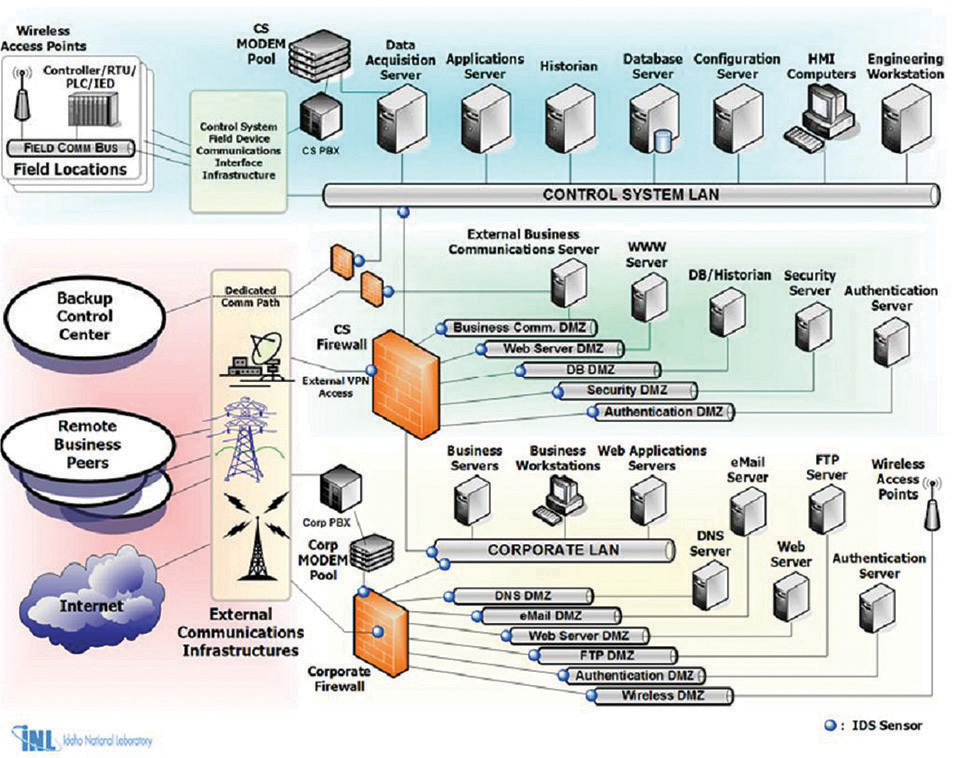 Wireless
Access Points
Controller/RTU/
PLC/IED
FIELD COMM BUS
Field Locations
CS
MODEM
Pool
CS PBX
Control System
Field Device
Communications
Interface
Infrastructure
Data
Acquisition
Server
Applications
Server
Historian
Database
Server
Configuration
Server
HMI
Computers
Engineering
Workstation
CONTROL SYSTEM LAN
Backup
Control
Center
Dedicated
Comm Path
External Business
Communications Server
WWW
Server
DB/Historian
Security
Server
Authentication
Server
CS
Firewall
External VPN
Access
Business Comm. DMZ
Web Server DMZ
DB DMZ
Security DMZ
Authentication DMZ
Remote
Business
Peers
Internet
External
Communications
Infrastructures
Corp PBX
Corp
MODEM
Pool
Corporate
Firewall
Business
Servers
Business
Workstations
Web Applications
Servers
eMail
Server
FTP
Server
Wireless
Access
Points
CORPORATE LAN
DNS
Server
Web
Server
Authentication
Server
DNS DMZ
eMail DMZ
Web Server DMZ
FTP DMZ
Authentication DMZ
Wireless DMZ
INL Idaho National Laboratory
: IDS Sensor